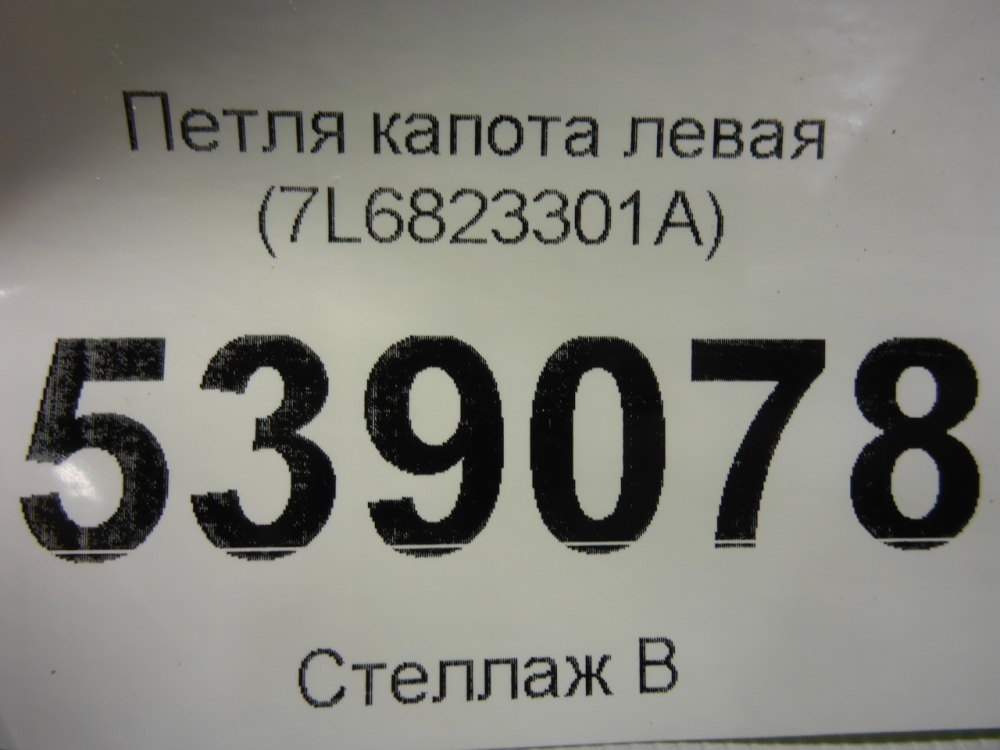 Петля капота левая
(7L6823301A)
539078
Стеллаж В